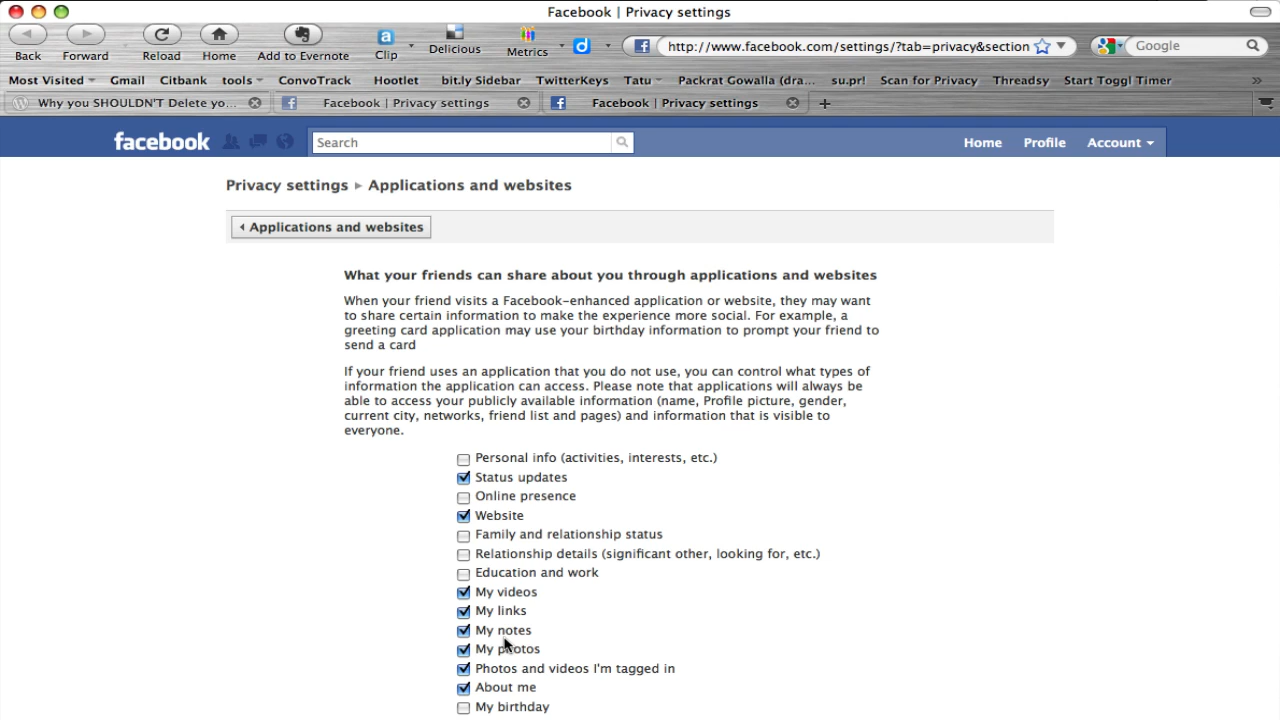 Facebook | Privacy settings
Back Forward Reload Home Add to Evernote Clip Delicious Metrics http://www.facebook.com/settings/?tab=privacy&section Google
Most Visited Gmail Citbank tools ConvoTrack Hootlet bit.ly Sidebar TwitterKeys Tatu Packrat Gowalla (dra... su.pr! Scan for Privacy Threadsy Start Toggl Timer
Why you SHOULDN'T Delete yo... Facebook | Privacy settings Facebook | Privacy settings
facebook Search Home Profile Account
Privacy settings ▸ Applications and websites
Applications and websites
What your friends can share about you through applications and websites
When your friend visits a Facebook-enhanced application or website, they may want
to share certain information to make the experience more social. For example, a
greeting card application may use your birthday information to prompt your friend to
send a card
If your friend uses an application that you do not use, you can control what types of
information the application can access. Please note that applications will always be
able to access your publicly available information (name, Profile picture, gender,
current city, networks, friend list and pages) and information that is visible to
everyone.
Personal info (activities, interests, etc.)
Status updates
Online presence
Website
Family and relationship status
Relationship details (significant other, looking for, etc.)
Education and work
My videos
My links
My notes
My photos
Photos and videos I'm tagged in
About me
My birthday